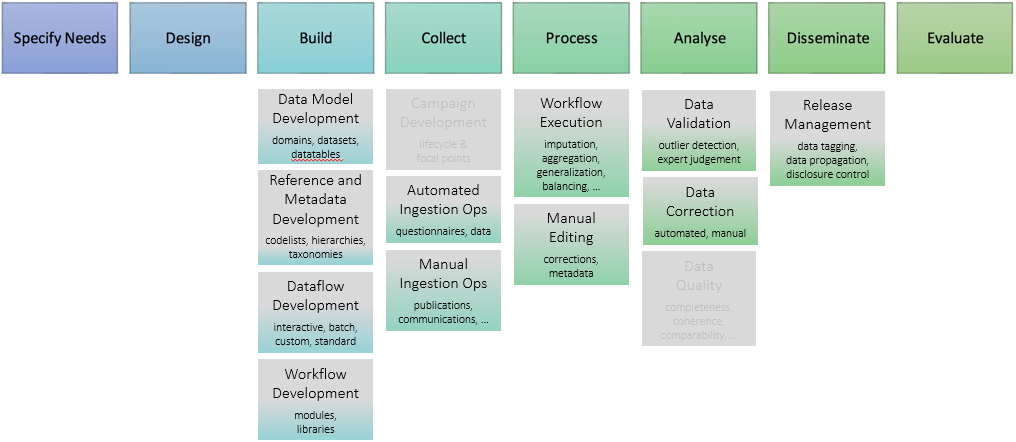 Specify Needs
Design
Build
Collect
Process
Analyse
Disseminate
Evaluate
Data Model
Development
domains, datasets,
datatables
Reference and
Metadata
Development
codelists, hierarchies,
taxonomies
Dataflow
Development
interactive, batch,
custom, standard
Workflow
Development
modules,
libraries
Campaign
Development
lifecycle &
focal points
Automated
Ingestion Ops
questionnaires, data
Manual
Ingestion Ops
publications,
communications, ...
Workflow
Execution
imputation,
aggregation,
generalization,
balancing, ...
Manual
Editing
corrections,
metadata
Data
Validation
outlier detection,
expert judgement
Data
Correction
automated, manual
Data
Quality
completeness,
coherence,
comparability, ...
Release
Management
data tagging,
data propagation,
disclosure control